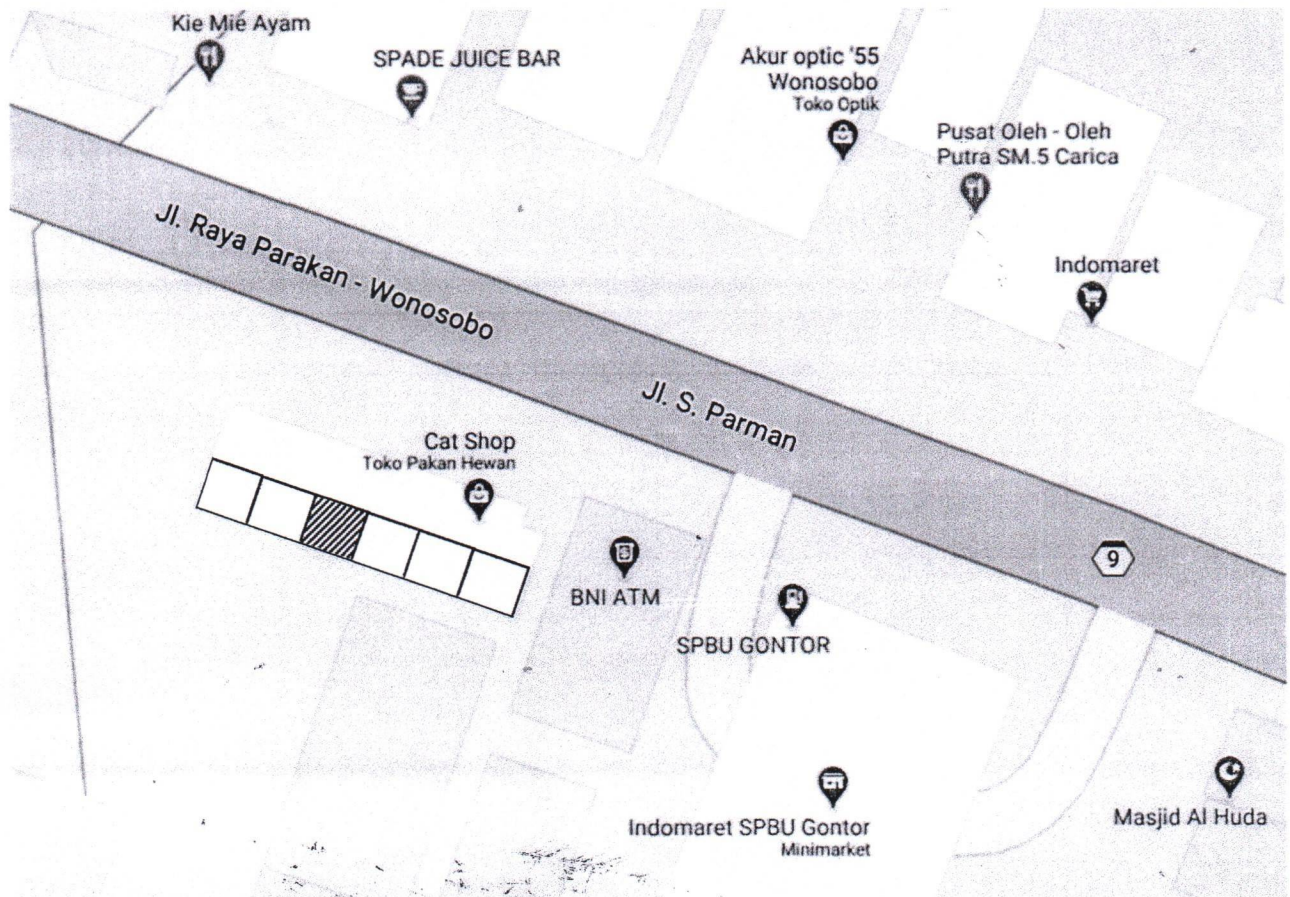 Kie Mie Ayam
SPADE JUICE BAR
Akur optic '55
Wonosobo
Toko Optik
Pusat Oleh - Oleh
Putra SM.5 Carica
Indomaret
Jl. Raya Parakan - Wonosobo
Jl. S. Parman
Cat Shop
Toko Pakan Hewan
9
BNI ATM
SPBU GONTOR
Indomaret SPBU Gontor
Minimarket
Masjid Al Huda